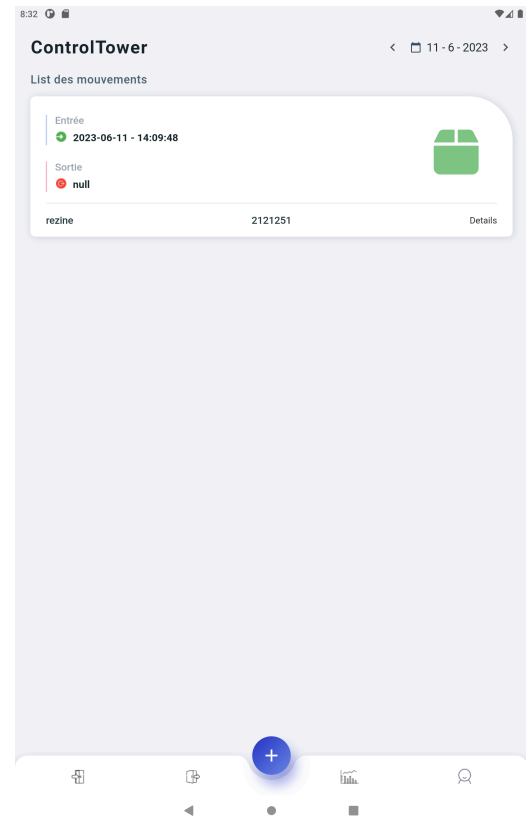 8:32
ControlTower
11 - 6 - 2023
List des mouvements
Entrée
2023-06-11 - 14:09:48
Sortie
null
rezine 2121251 Details